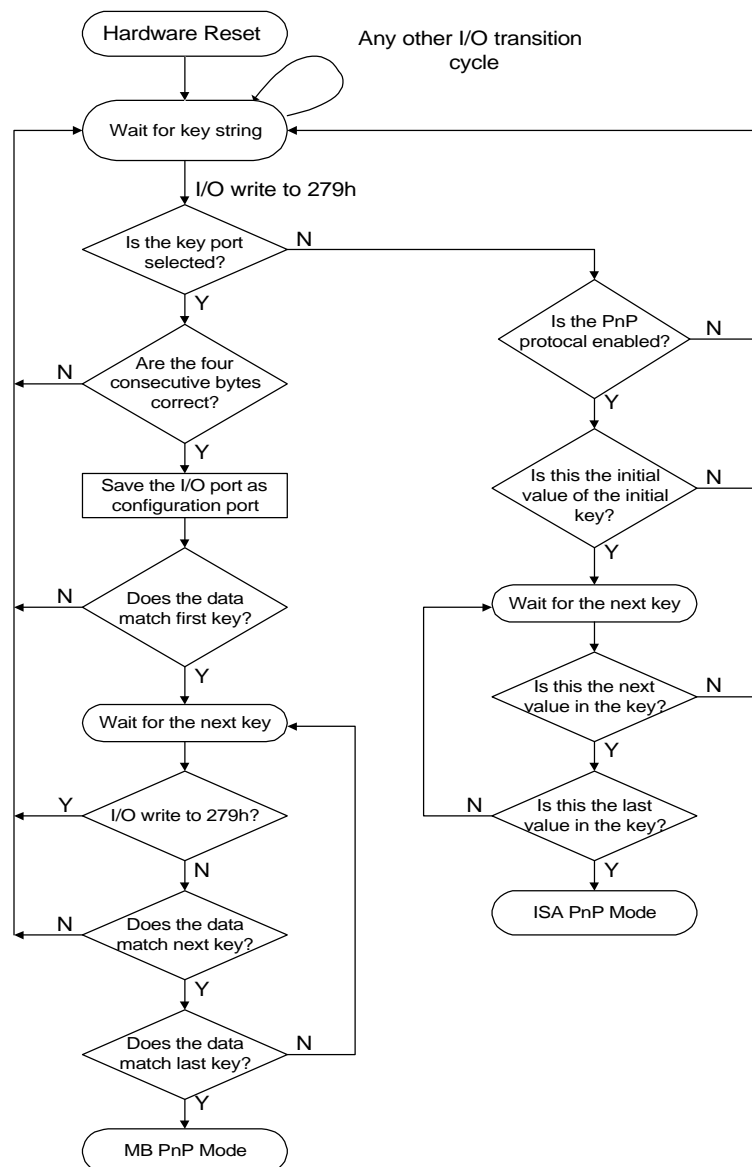 Hardware Reset
Any other I/O transition
cycle
Wait for key string
I/O write to 279h
Is the key port
selected?
N
Y
Is the PnP
protocal enabled?
N
Y
Are the four
consecutive bytes
correct?
N
Y
Save the I/O port as
configuration port
Is this the initial
value of the initial
key?
N
Y
Does the data
match first key?
N
Y
Wait for the next key
Wait for the next key
Is this the next
value in the key?
N
Y
I/O write to 279h?
Y
N
Is this the last
value in the key?
N
Y
ISA PnP Mode
Does the data
match next key?
N
Y
Does the data
match last key?
N
Y
MB PnP Mode